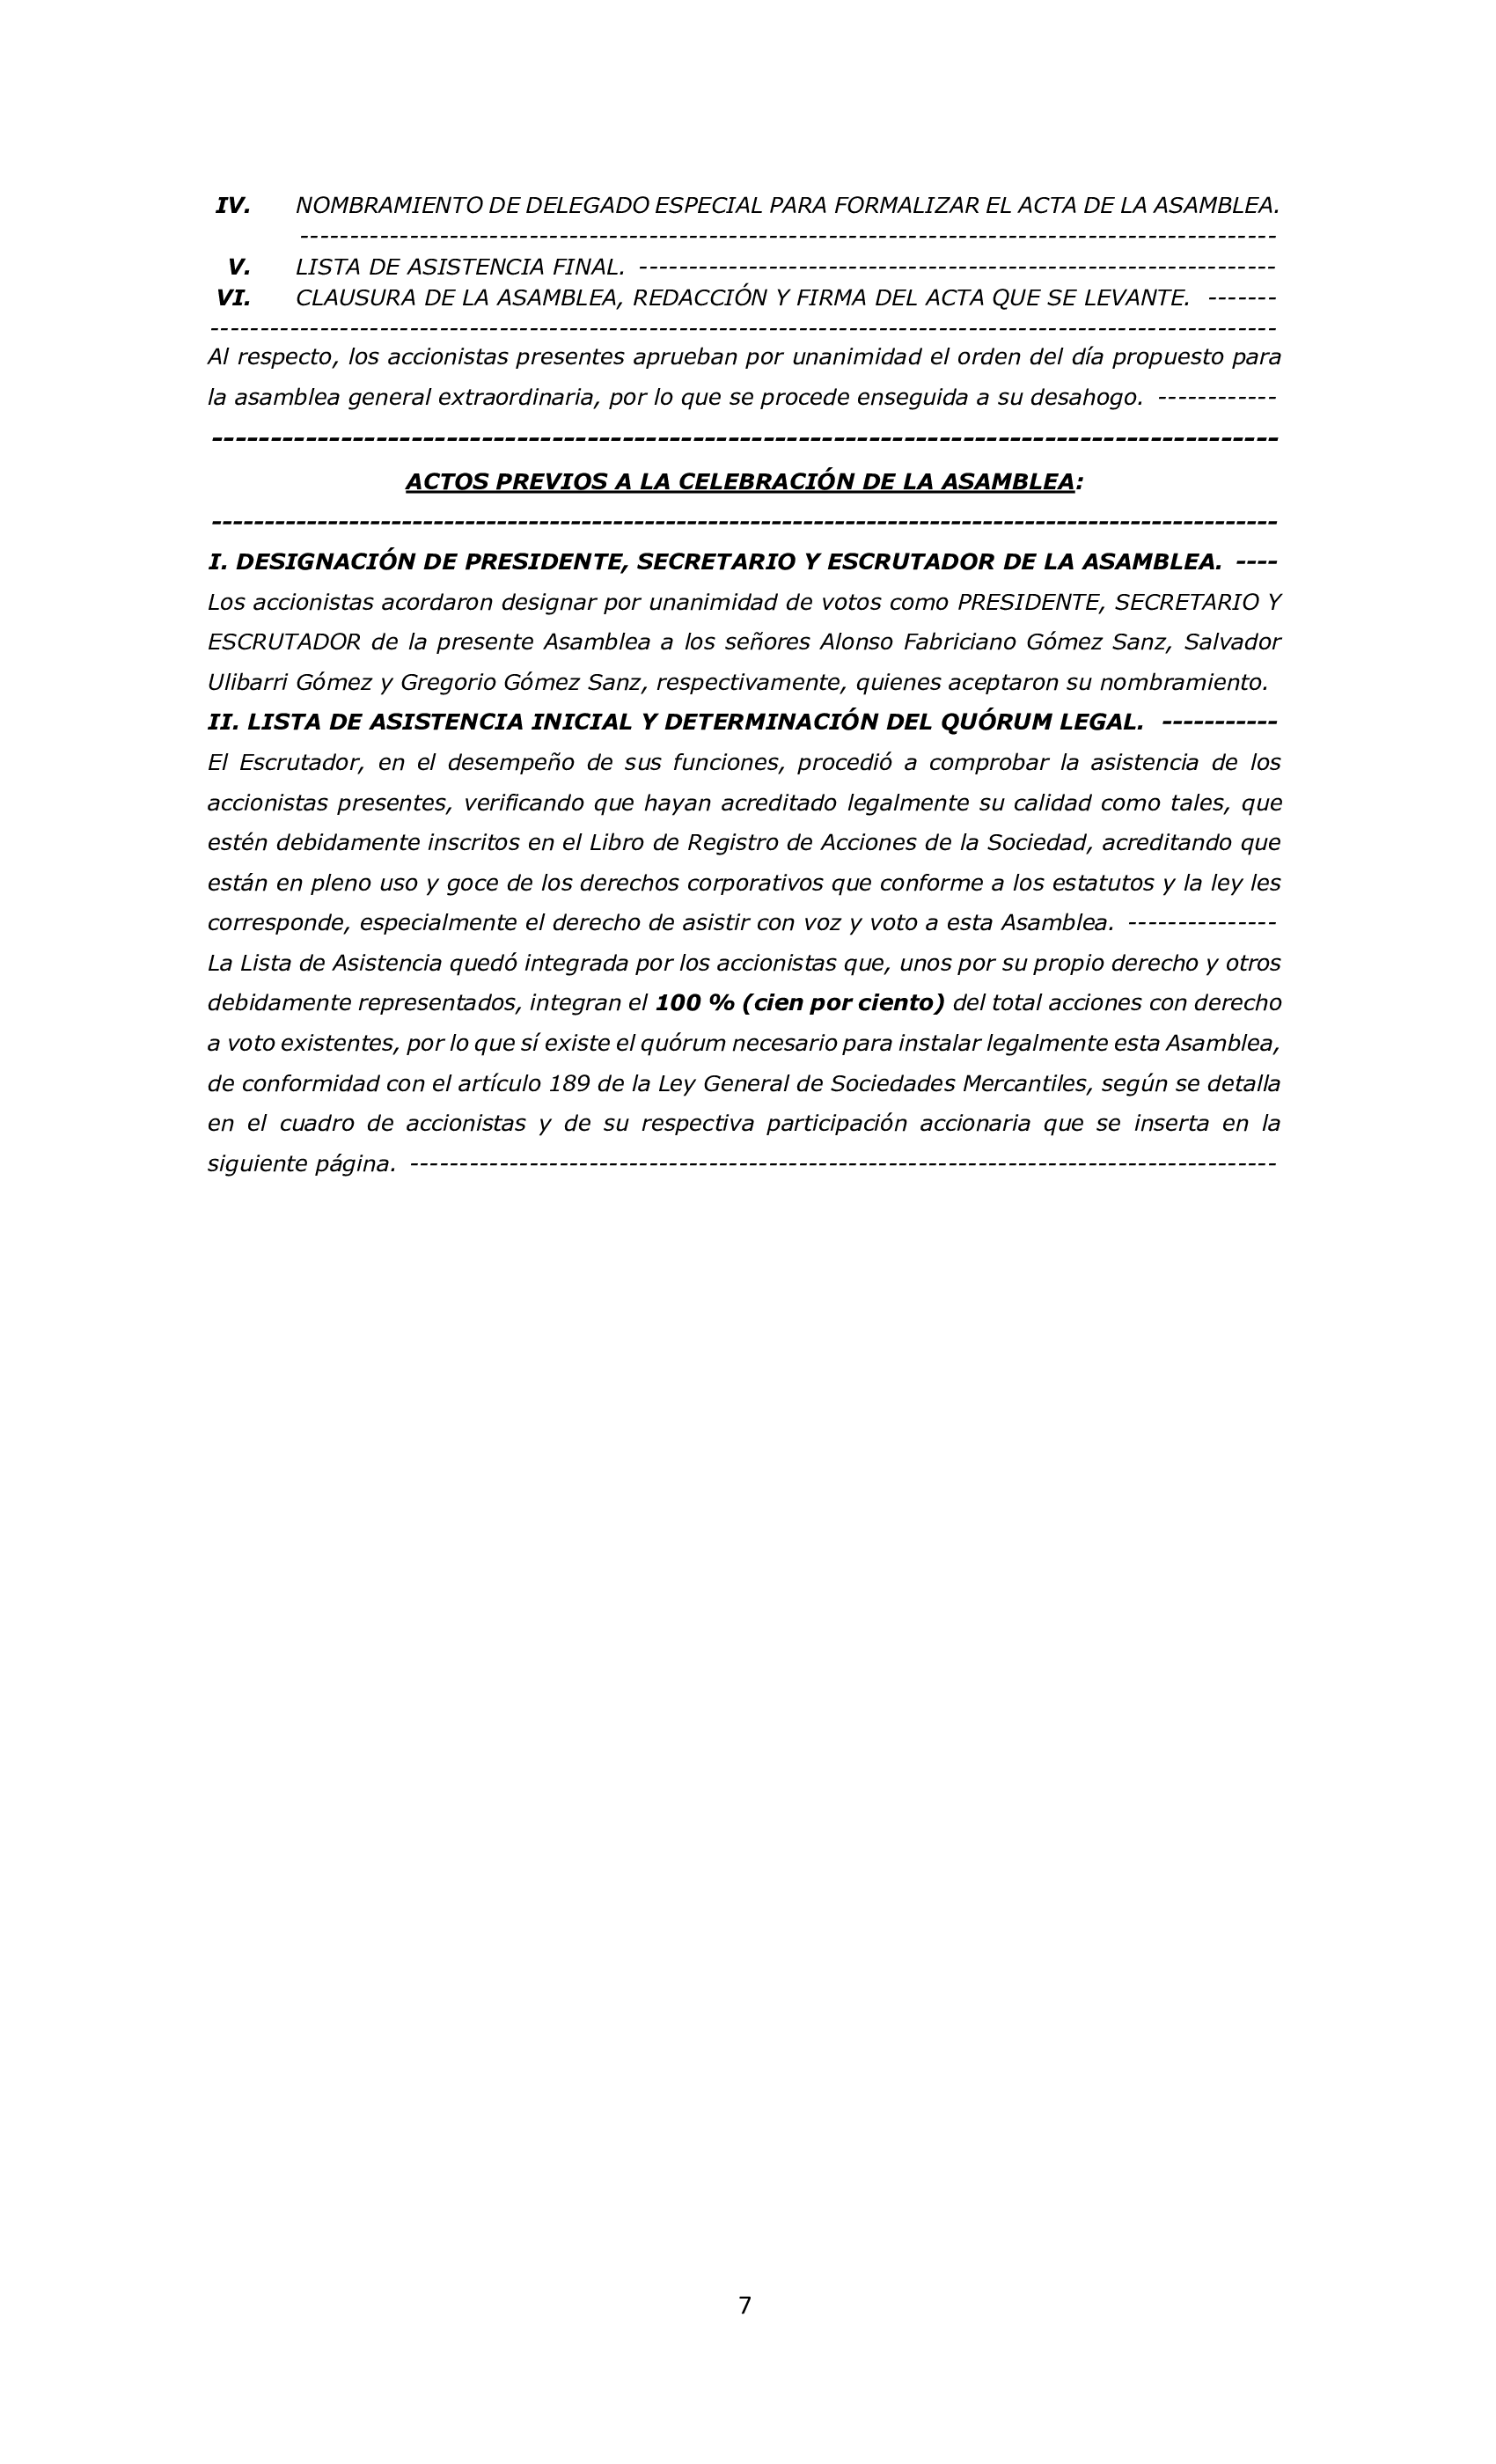 IV. NOMBRAMIENTO DE DELEGADO ESPECIAL PARA FORMALIZAR EL ACTA DE LA ASAMBLEA.
--------------------------------------------------------------------------------------------------
V. LISTA DE ASISTENCIA FINAL. ----------------------------------------------------------------
VI. CLAUSURA DE LA ASAMBLEA, REDACCIÓN Y FIRMA DEL ACTA QUE SE LEVANTE. -------
-----------------------------------------------------------------------------------------------------------
Al respecto, los accionistas presentes aprueban por unanimidad el orden del día propuesto para
la asamblea general extraordinaria, por lo que se procede enseguida a su desahogo. ------------
-------------------------------------------------------------------------------------------
ACTOS PREVIOS A LA CELEBRACIÓN DE LA ASAMBLEA:
-----------------------------------------------------------------------------------------------------
I. DESIGNACIÓN DE PRESIDENTE, SECRETARIO Y ESCRUTADOR DE LA ASAMBLEA. ----
Los accionistas acordaron designar por unanimidad de votos como PRESIDENTE, SECRETARIO Y
ESCRUTADOR de la presente Asamblea a los señores Alonso Fabriciano Gómez Sanz, Salvador
Ulibarri Gómez y Gregorio Gómez Sanz, respectivamente, quienes aceptaron su nombramiento.
II. LISTA DE ASISTENCIA INICIAL Y DETERMINACIÓN DEL QUÓRUM LEGAL. -----------
El Escrutador, en el desempeño de sus funciones, procedió a comprobar la asistencia de los
accionistas presentes, verificando que hayan acreditado legalmente su calidad como tales, que
estén debidamente inscritos en el Libro de Registro de Acciones de la Sociedad, acreditando que
están en pleno uso y goce de los derechos corporativos que conforme a los estatutos y la ley les
corresponde, especialmente el derecho de asistir con voz y voto a esta Asamblea. ---------------
La Lista de Asistencia quedó integrada por los accionistas que, unos por su propio derecho y otros
debidamente representados, integran el 100 % (cien por ciento) del total acciones con derecho
a voto existentes, por lo que sí existe el quórum necesario para instalar legalmente esta Asamblea,
de conformidad con el artículo 189 de la Ley General de Sociedades Mercantiles, según se detalla
en el cuadro de accionistas y de su respectiva participación accionaria que se inserta en la
siguiente página. ---------------------------------------------------------------------------------------
7